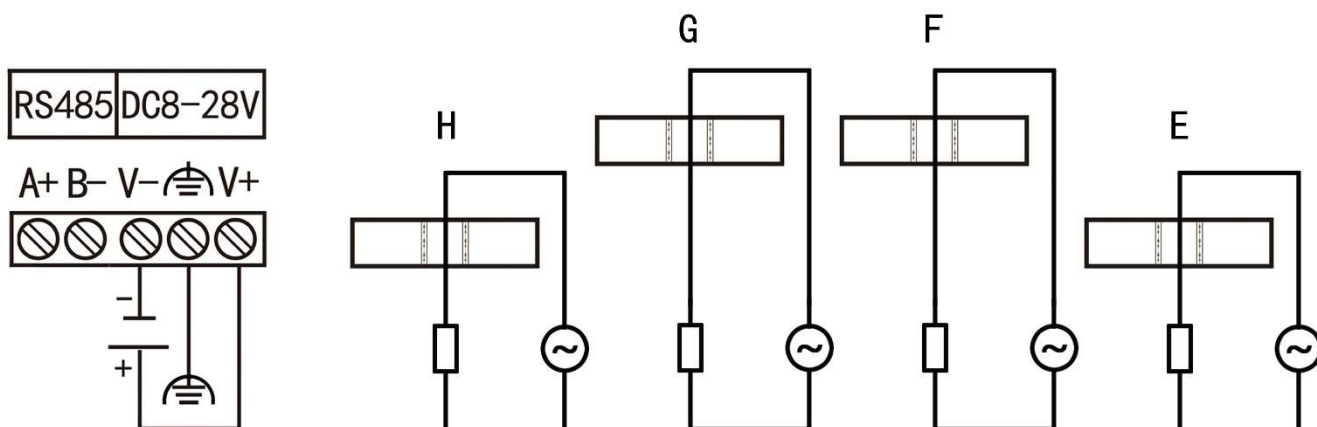 G F
RS485 DC8-28V
H E
A+ B- V- V+
-
+